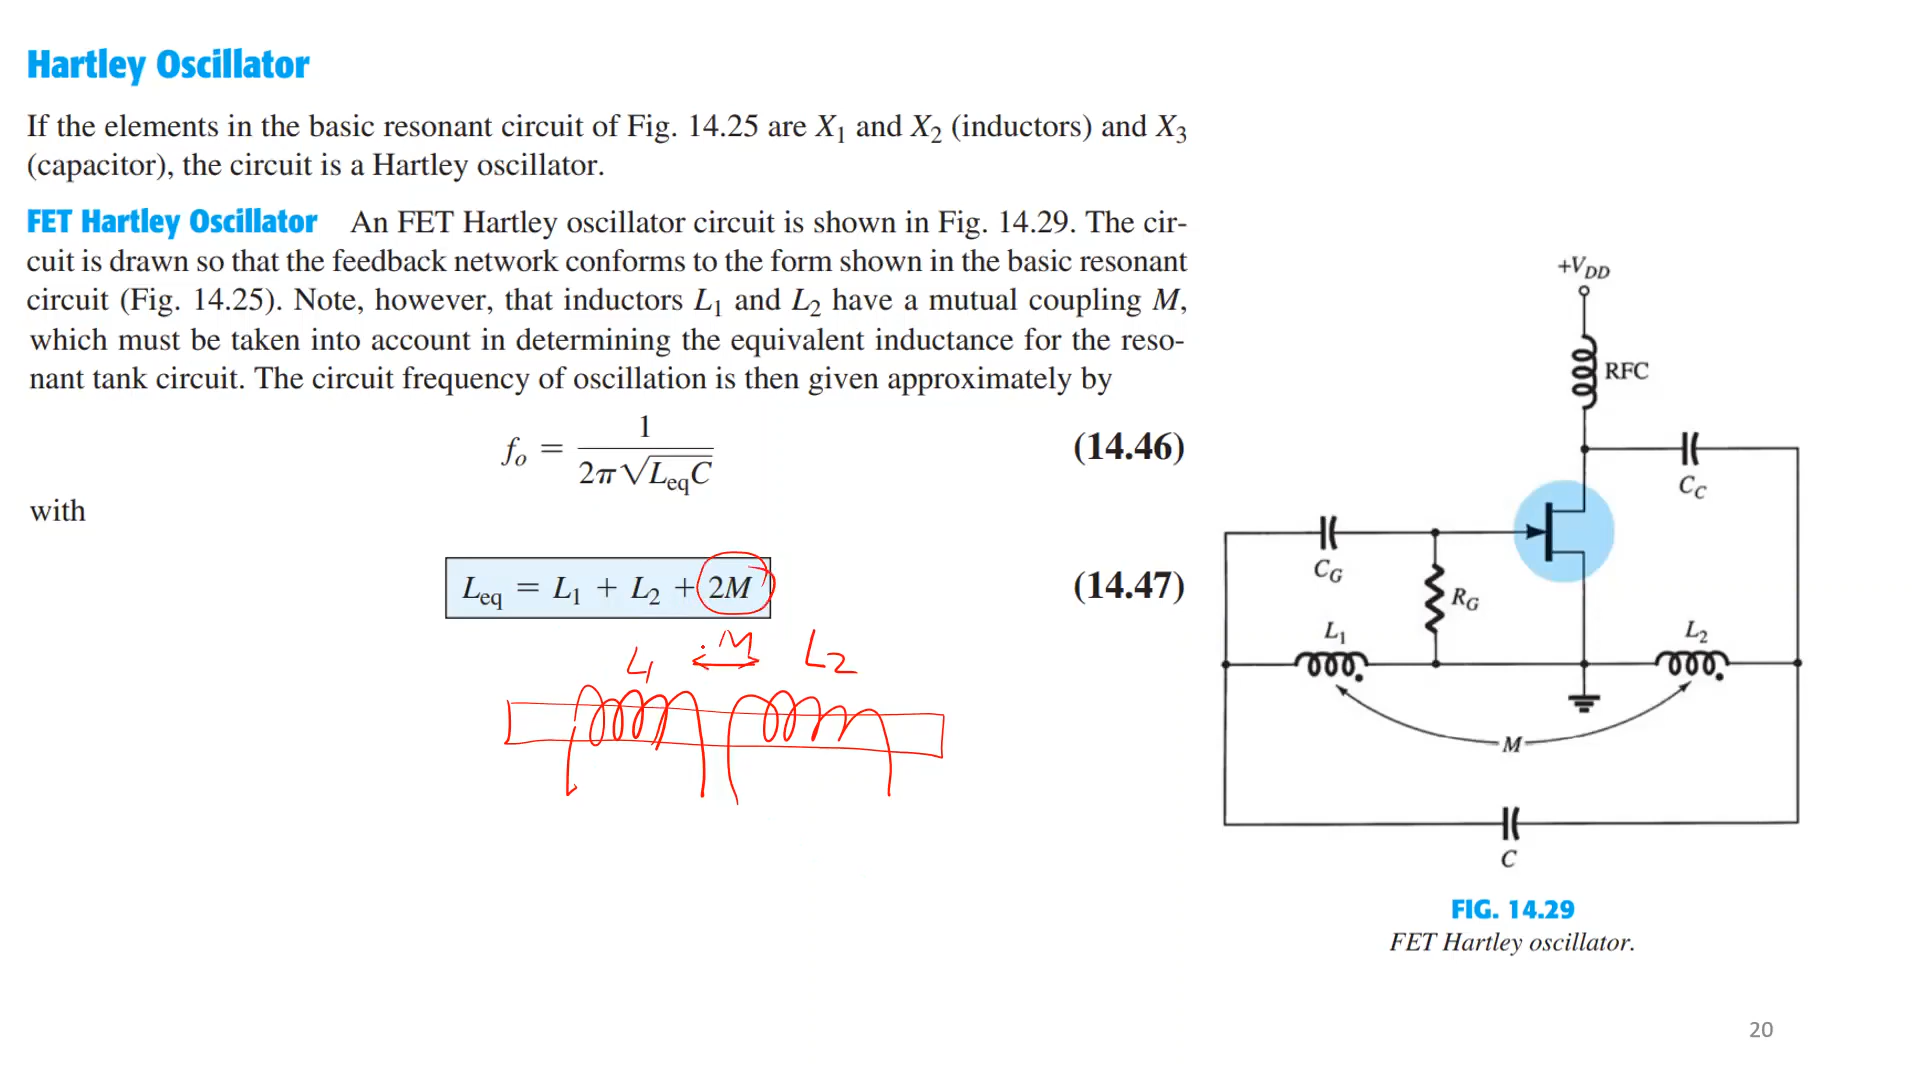 Hartley Oscillator
If the elements in the basic resonant circuit of Fig. 14.25 are X₁ and X₂ (inductors) and X₃
(capacitor), the circuit is a Hartley oscillator.
FET Hartley Oscillator An FET Hartley oscillator circuit is shown in Fig. 14.29. The cir-
cuit is drawn so that the feedback network conforms to the form shown in the basic resonant
circuit (Fig. 14.25). Note, however, that inductors L₁ and L₂ have a mutual coupling M,
which must be taken into account in determining the equivalent inductance for the reso-
nant tank circuit. The circuit frequency of oscillation is then given approximately by
fₒ = 1 / 2π√LeqC (14.46)
with
Leq = L₁ + L₂ + 2M (14.47)
L1 M L2
+VDD
RFC
CC
CG
RG
L₁
L₂
M
C
FIG. 14.29
FET Hartley oscillator.
20